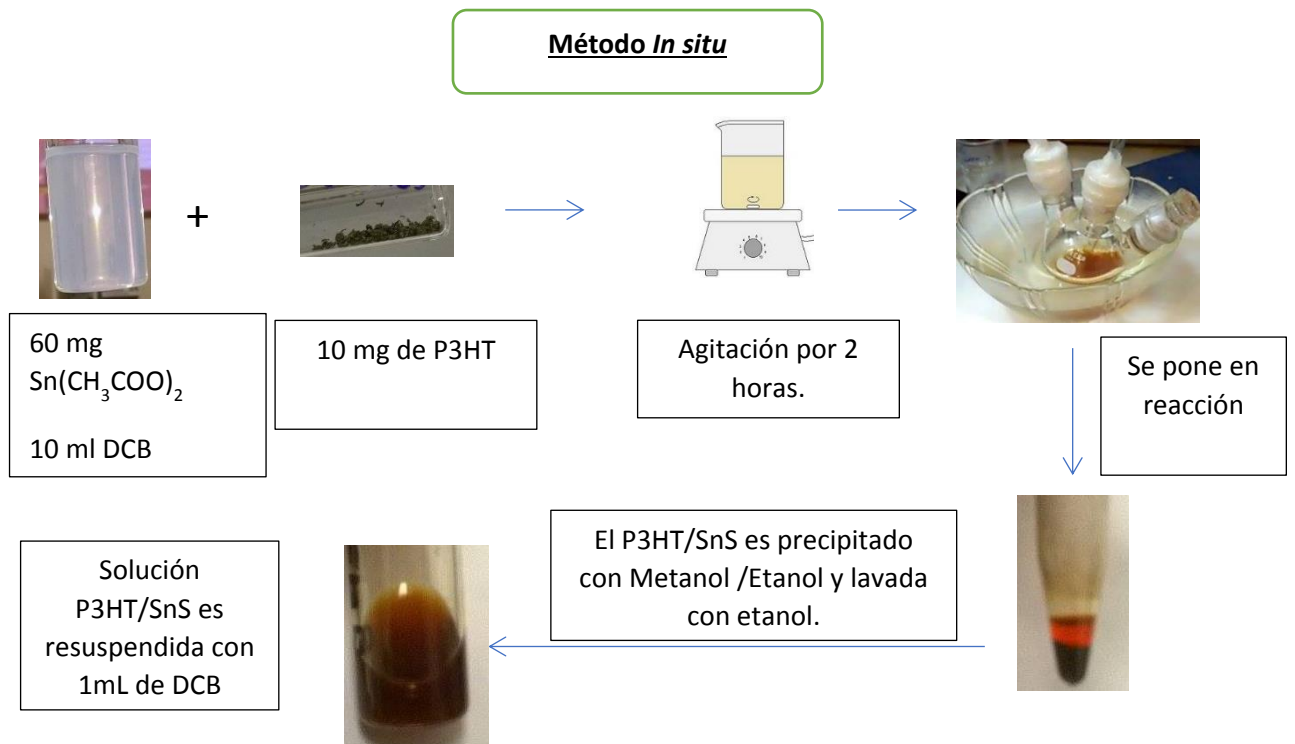 Método In situ
+
60 mg
Sn(CH₃COO)₂
10 ml DCB
10 mg de P3HT
Agitación por 2
horas.
Se pone en
reacción
El P3HT/SnS es precipitado
con Metanol /Etanol y lavada
con etanol.
Solución
P3HT/SnS es
resuspendida con
1mL de DCB